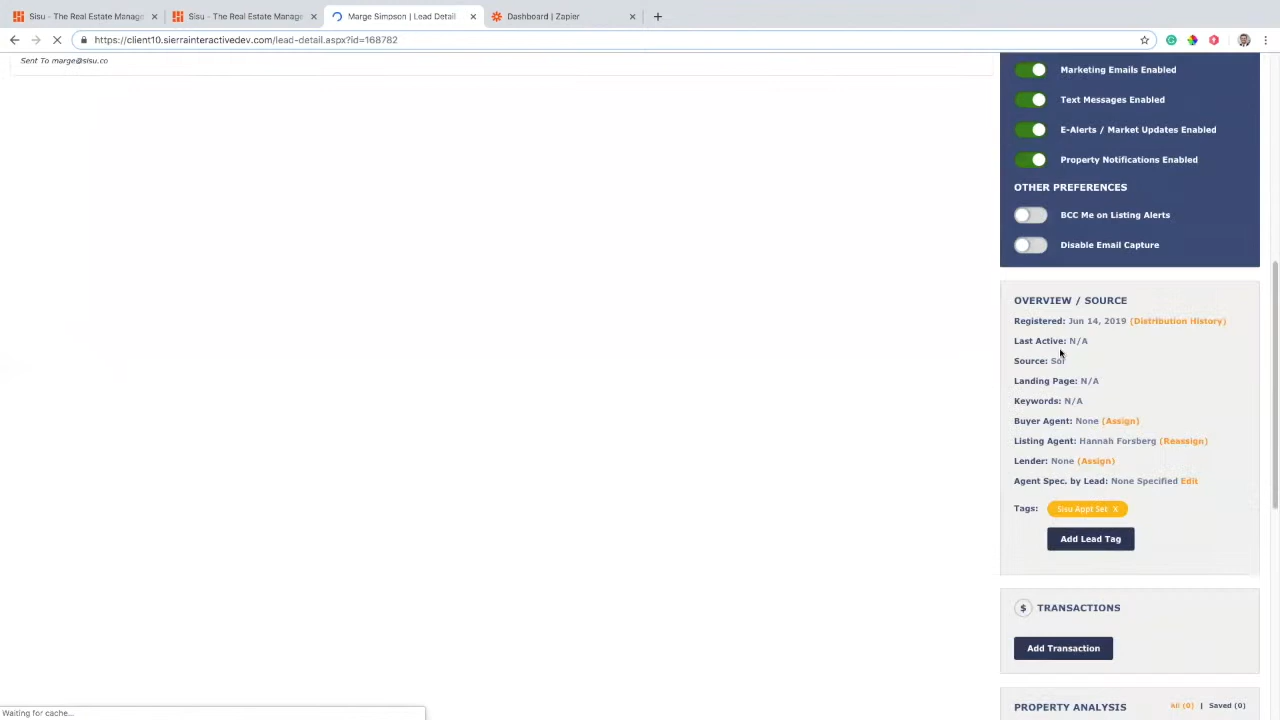 Sisu - The Real Estate Manage
Sisu - The Real Estate Manage
Marge Simpson | Lead Detail
Dashboard | Zapier
https://client10.sierrainteractivedev.com/lead-detail.aspx?id=168782
Sent To marge@sisu.co
Marketing Emails Enabled
Text Messages Enabled
E-Alerts / Market Updates Enabled
Property Notifications Enabled
OTHER PREFERENCES
BCC Me on Listing Alerts
Disable Email Capture
OVERVIEW / SOURCE
Registered: Jun 14, 2019 (Distribution History)
Last Active: N/A
Source: Soi
Landing Page: N/A
Keywords: N/A
Buyer Agent: None (Assign)
Listing Agent: Hannah Forsberg (Reassign)
Lender: None (Assign)
Agent Spec. by Lead: None Specified Edit
Tags: Sisu Appt Set X
Add Lead Tag
$ TRANSACTIONS
Add Transaction
PROPERTY ANALYSIS All (0) | Saved (0)
Waiting for cache...